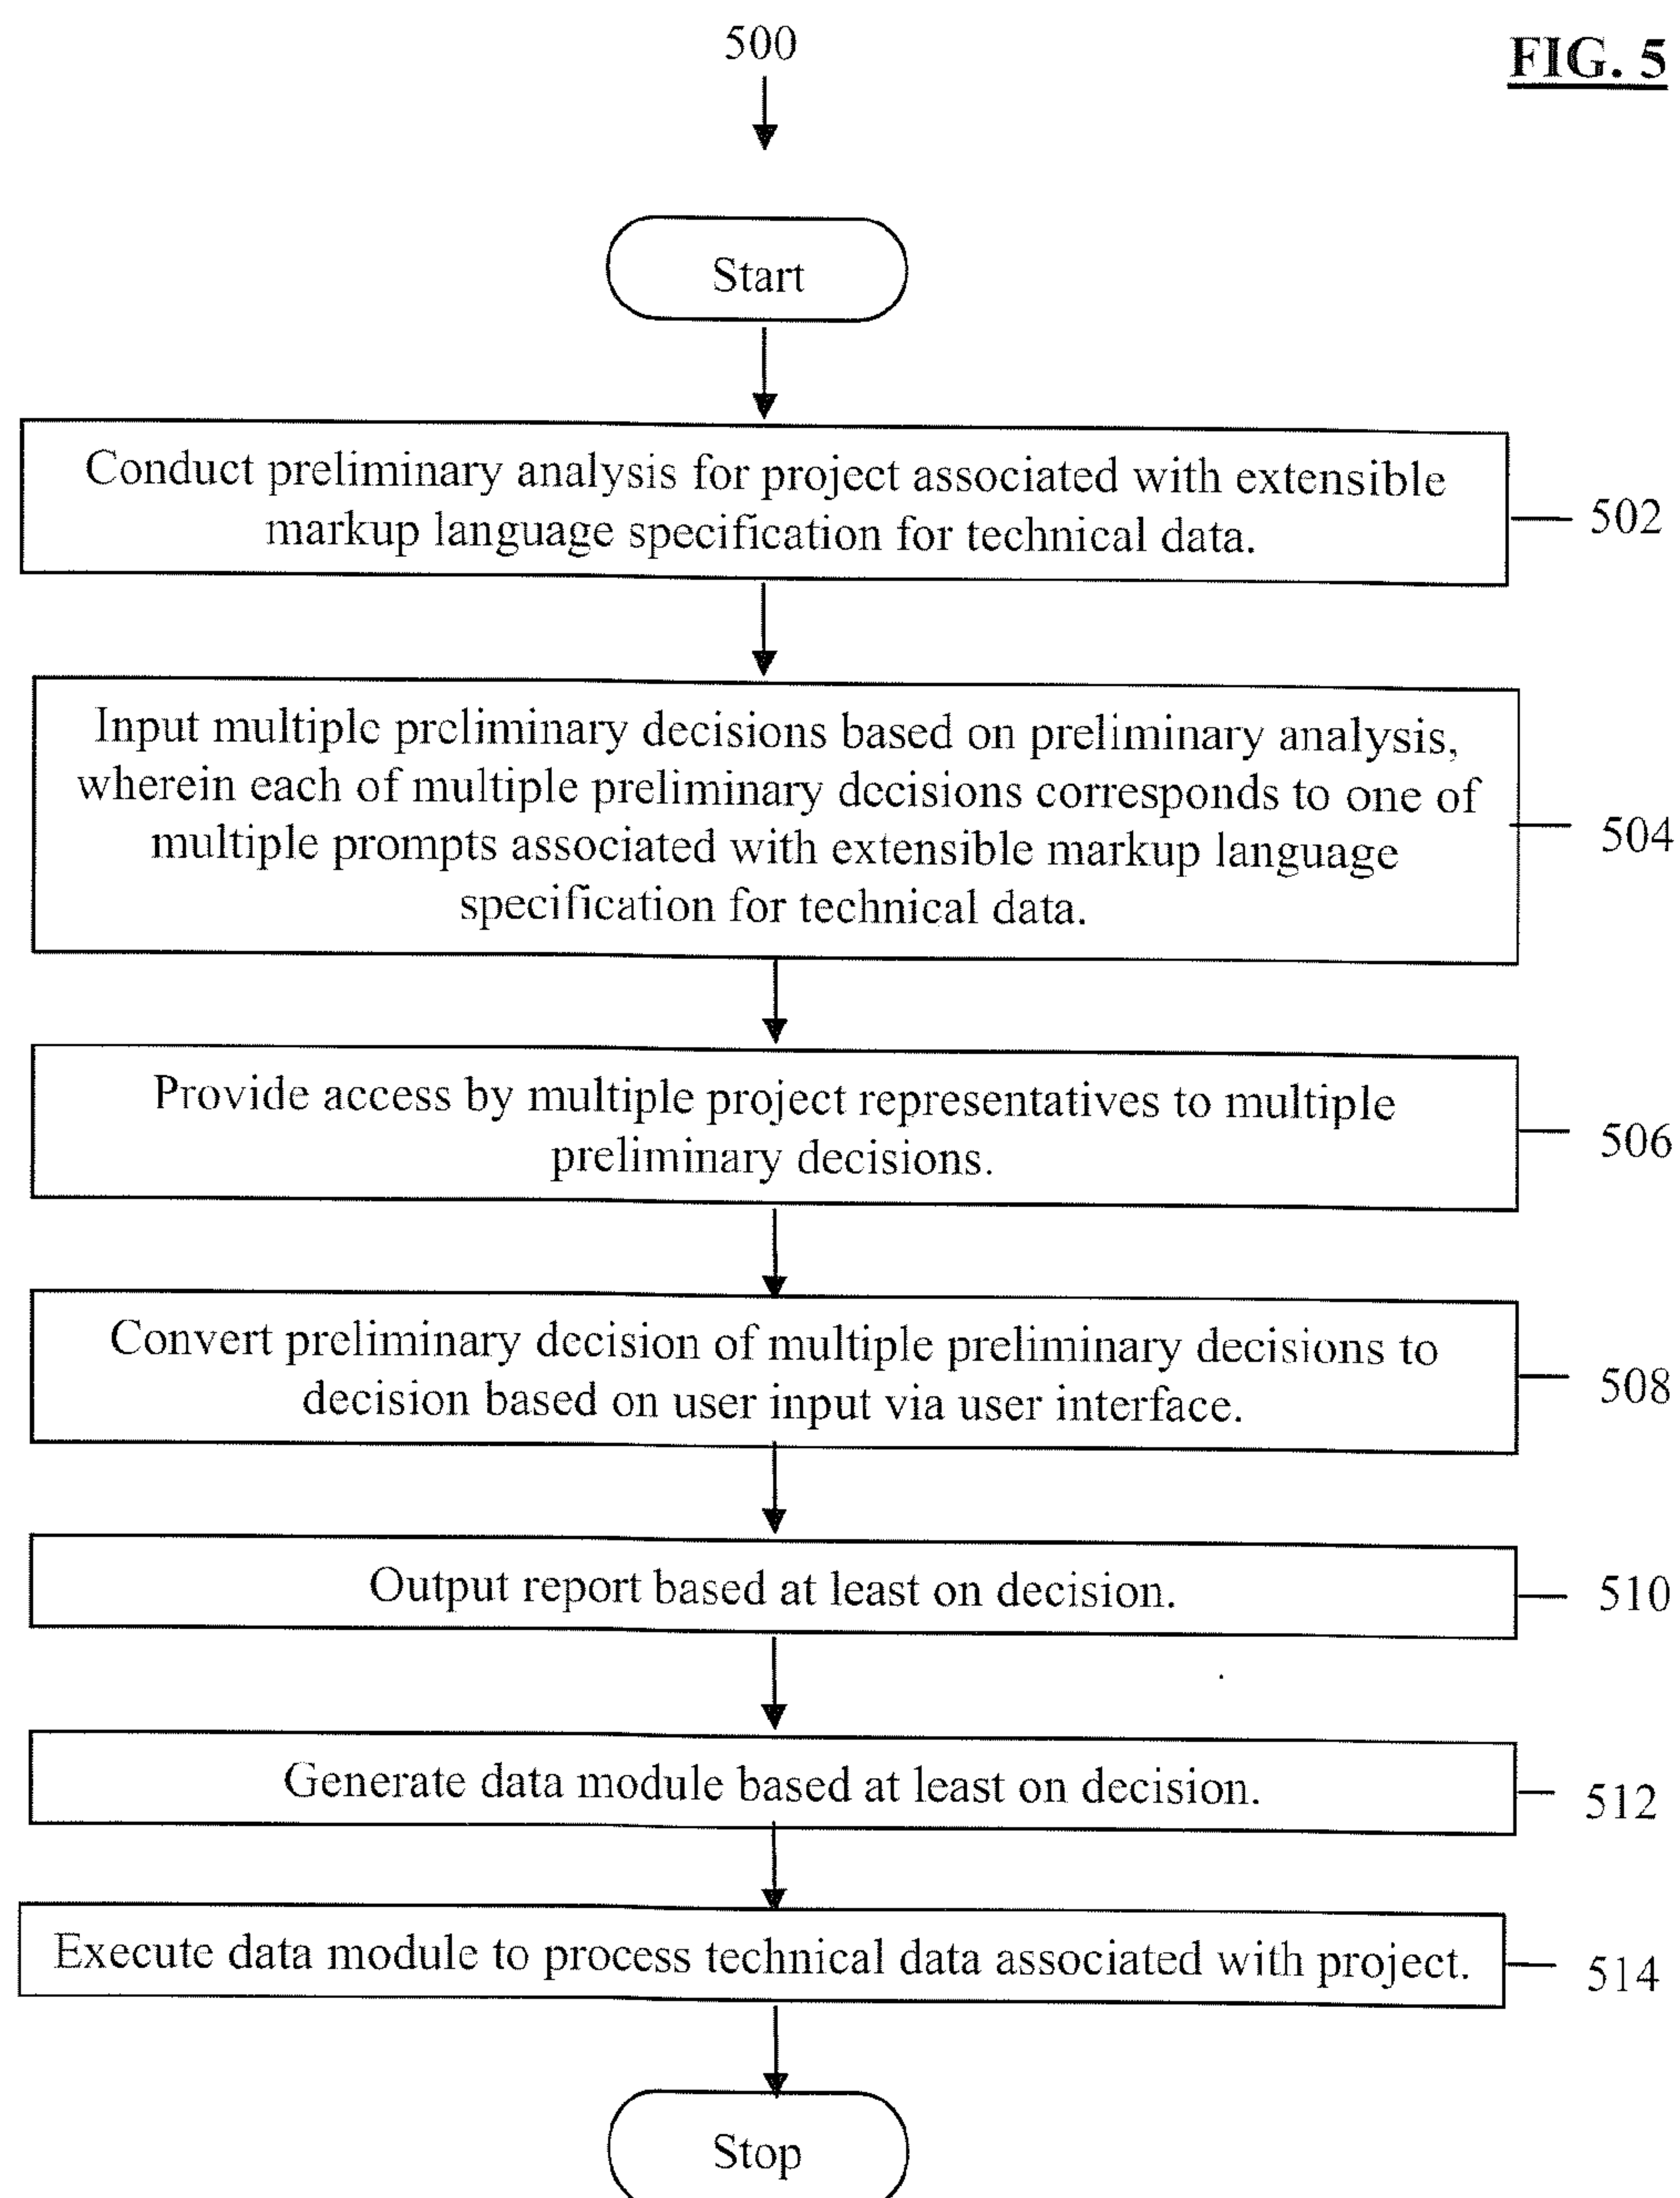 500
FIG. 5
Start
Conduct preliminary analysis for project associated with extensible
markup language specification for technical data.
502
Input multiple preliminary decisions based on preliminary analysis,
wherein each of multiple preliminary decisions corresponds to one of
multiple prompts associated with extensible markup language
specification for technical data.
504
Provide access by multiple project representatives to multiple
preliminary decisions.
506
Convert preliminary decision of multiple preliminary decisions to
decision based on user input via user interface.
508
Output report based at least on decision.
510
Generate data module based at least on decision.
512
Execute data module to process technical data associated with project.
514
Stop